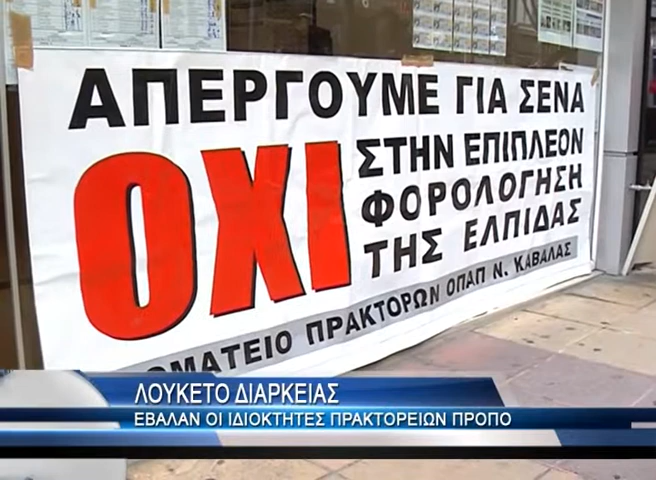 ΑΠΕΡΓΟΥΜΕ ΓΙΑ ΣΕΝΑ
ΟΧΙ
ΣΤΗΝ ΕΠΙΠΛΕΟΝ
ΦΟΡΟΛΟΓΗΣΗ
ΤΗΣ ΕΛΠΙΔΑΣ
ΠΡΑΚΤΟΡΩΝ ΟΠΑΠ Ν. ΚΑΒΑΛΑΣ
ΛΟΥΚΕΤΟ ΔΙΑΡΚΕΙΑΣ
ΕΒΑΛΑΝ ΟΙ ΙΔΙΟΚΤΗΤΕΣ ΠΡΑΚΤΟΡΕΙΩΝ ΠΡΟΠΟ